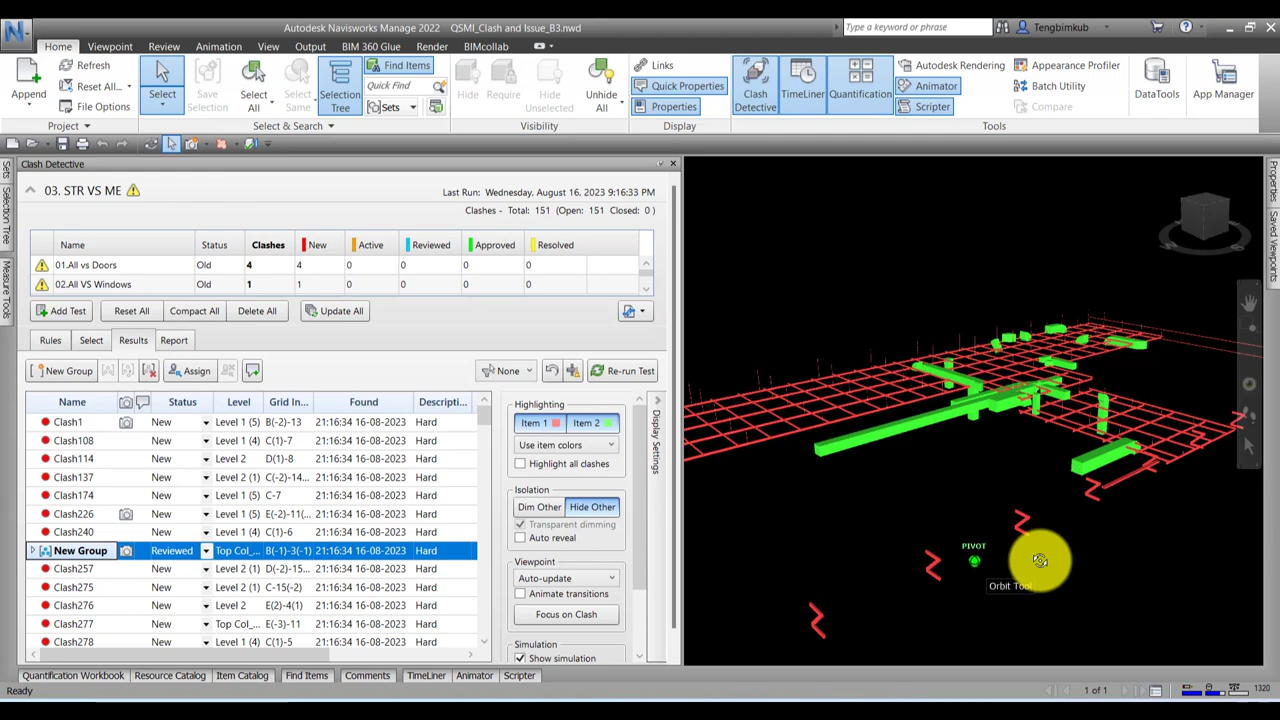 Autodesk Navisworks Manage 2022 QSMI_Clash and Issue_B3.nwd
Type a keyword or phrase
Tengbimkub
Home Viewpoint Review Animation View Output BIM 360 Glue Render BIMcollab
Append
Refresh
Reset All...
File Options
Project
Select
Save Selection
Select All
Select Same
Selection Tree
Find Items
Quick Find
Sets
Select & Search
Hide
Require
Hide Unselected
Unhide All
Visibility
Links
Quick Properties
Properties
Display
Clash Detective
TimeLiner
Quantification
Autodesk Rendering
Animator
Scripter
Appearance Profiler
Batch Utility
Compare
Tools
DataTools
App Manager
Sets
Selection Tree
Measure Tools
Clash Detective
03. STR VS ME
Last Run: Wednesday, August 16, 2023 9:16:33 PM
Clashes - Total: 151 (Open: 151 Closed: 0 )
Name Status Clashes New Active Reviewed Approved Resolved
01.All vs Doors Old 4 4 0 0 0 0
02.All VS Windows Old 1 1 0 0 0 0
Add Test Reset All Compact All Delete All Update All
Rules Select Results Report
New Group Assign None Re-run Test
Name Status Level Grid In... Found Descripti...
Clash1 New Level 1 (5) B(-2)-13 21:16:34 16-08-2023 Hard
Clash108 New Level 1 (4) C(1)-7 21:16:34 16-08-2023 Hard
Clash114 New Level 2 D(1)-8 21:16:34 16-08-2023 Hard
Clash137 New Level 2 (1) C(-2)-14... 21:16:34 16-08-2023 Hard
Clash174 New Level 1 (5) C-7 21:16:34 16-08-2023 Hard
Clash226 New Level 1 (5) E(-2)-11(... 21:16:34 16-08-2023 Hard
Clash240 New Level 1 (4) C(1)-6 21:16:34 16-08-2023 Hard
New Group Reviewed Top Col_... B(-1)-3(-1) 21:16:34 16-08-2023 Hard
Clash257 New Level 2 (1) G(-2)-15... 21:16:34 16-08-2023 Hard
Clash275 New Level 1 (4) C-15(-2) 21:16:34 16-08-2023 Hard
Clash276 New Level 2 E(2)-4(1) 21:16:34 16-08-2023 Hard
Clash277 New Top Col_... E(-3)-11 21:16:34 16-08-2023 Hard
Clash278 New Level 1 (4) C(1)-5 21:16:34 16-08-2023 Hard
Highlighting
Item 1 Item 2
Use item colors
Highlight all clashes
Isolation
Dim Other Hide Other
Transparent dimming
Auto reveal
Viewpoint
Auto-update
Animate transitions
Focus on Clash
Simulation
Show simulation
Display Settings
PIVOT
Orbit Tool
Properties
Saved Viewpoints
Quantification Workbook Resource Catalog Item Catalog Find Items Comments TimeLiner Animator Scripter
Ready
1 of 1
1320